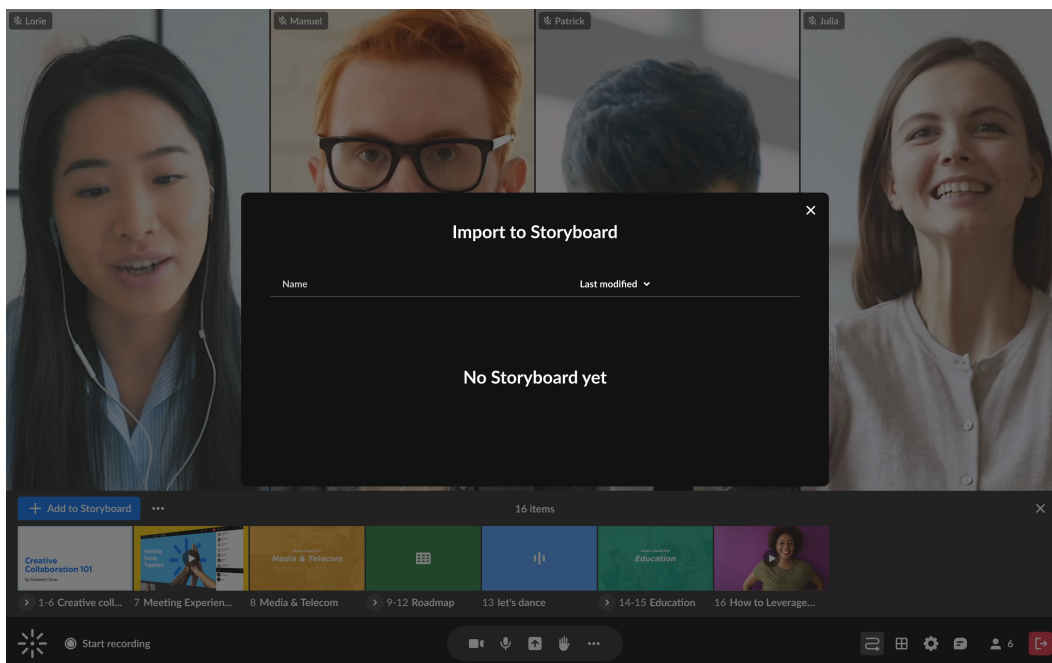 Lorie
Manuel
Patrick
Julia
Import to Storyboard
Name
Last modified
No Storyboard yet
Add to Storyboard
16 items
Creative
Collaboration 101
Media & Telecom
Education
1-6 Creative coll...
7 Meeting Experien...
8 Media & Telecom
9-12 Roadmap
13 let's dance
14-15 Education
16 How to Leverage...
Start recording
6